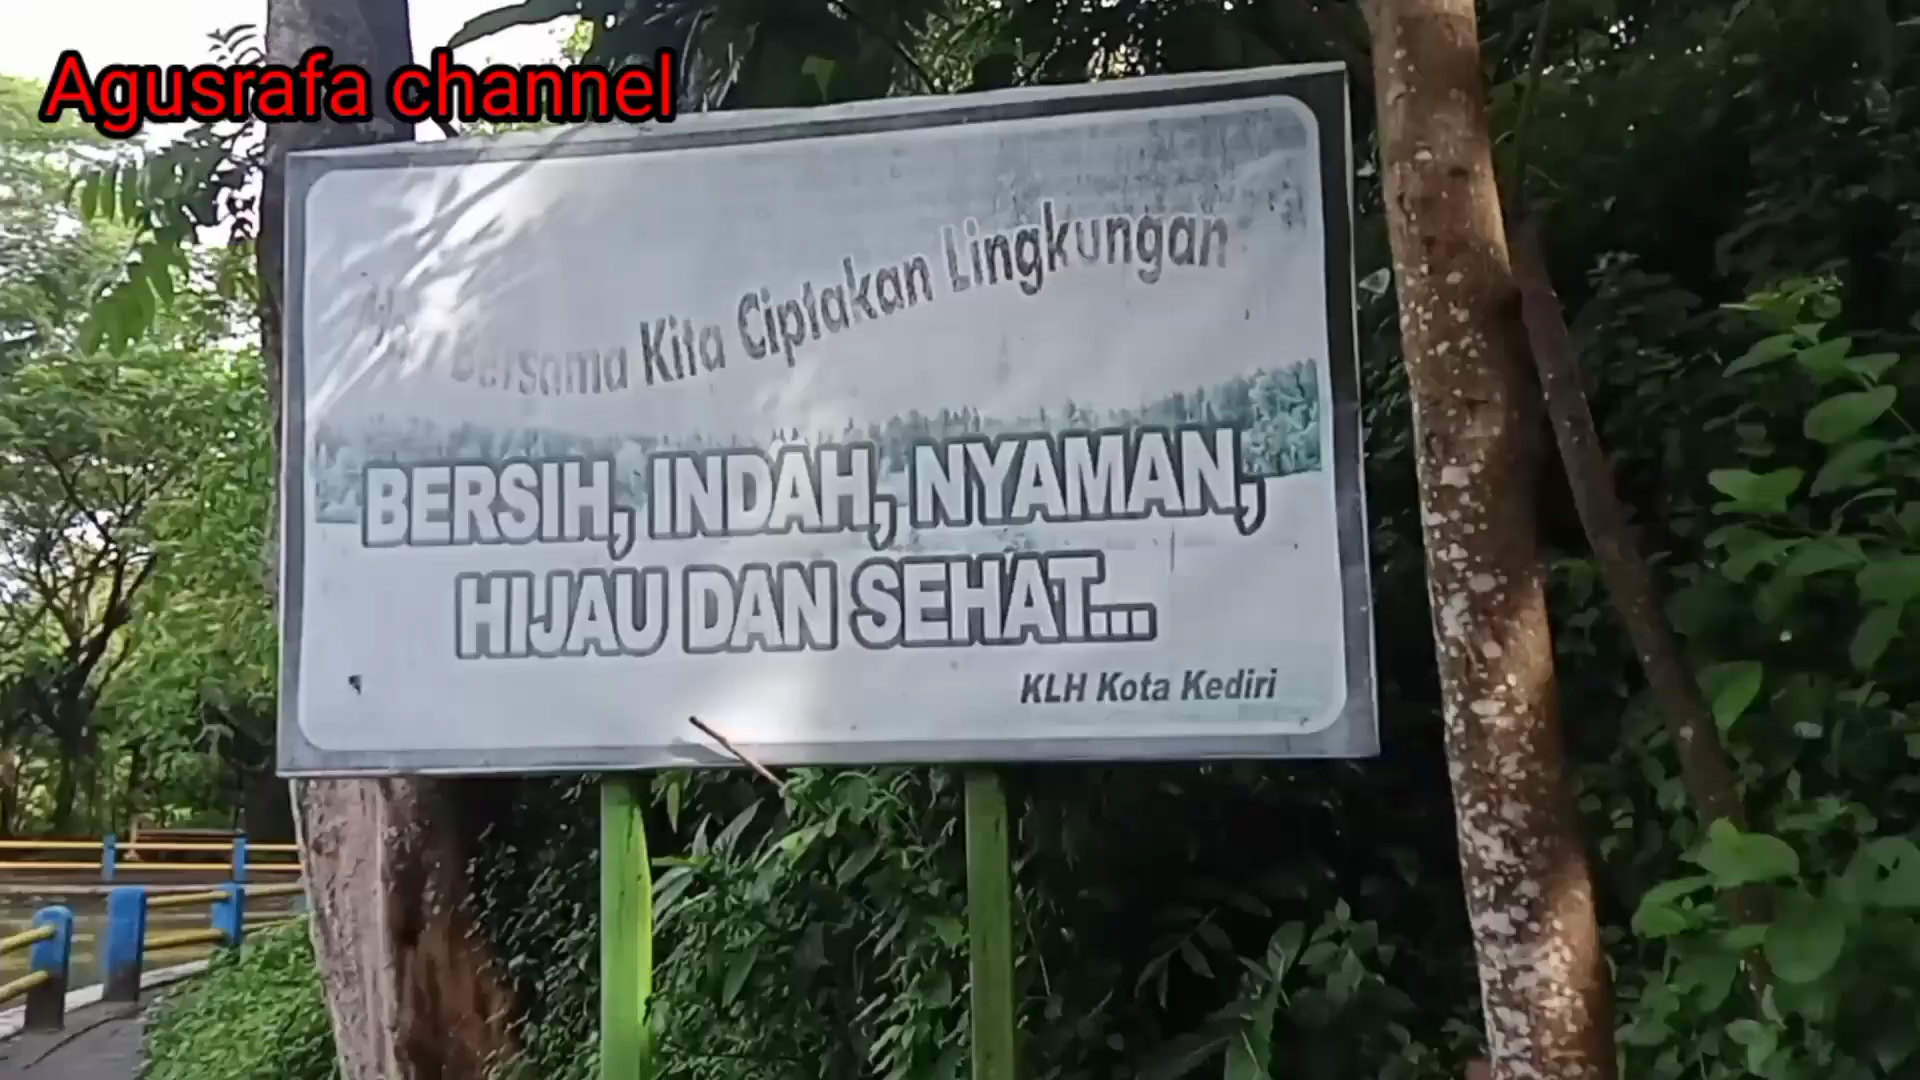 Agusrafa channel
Bersama Kita Ciptakan Lingkungan
BERSIH, INDAH, NYAMAN,
HIJAU DAN SEHAT...
KLH Kota Kediri